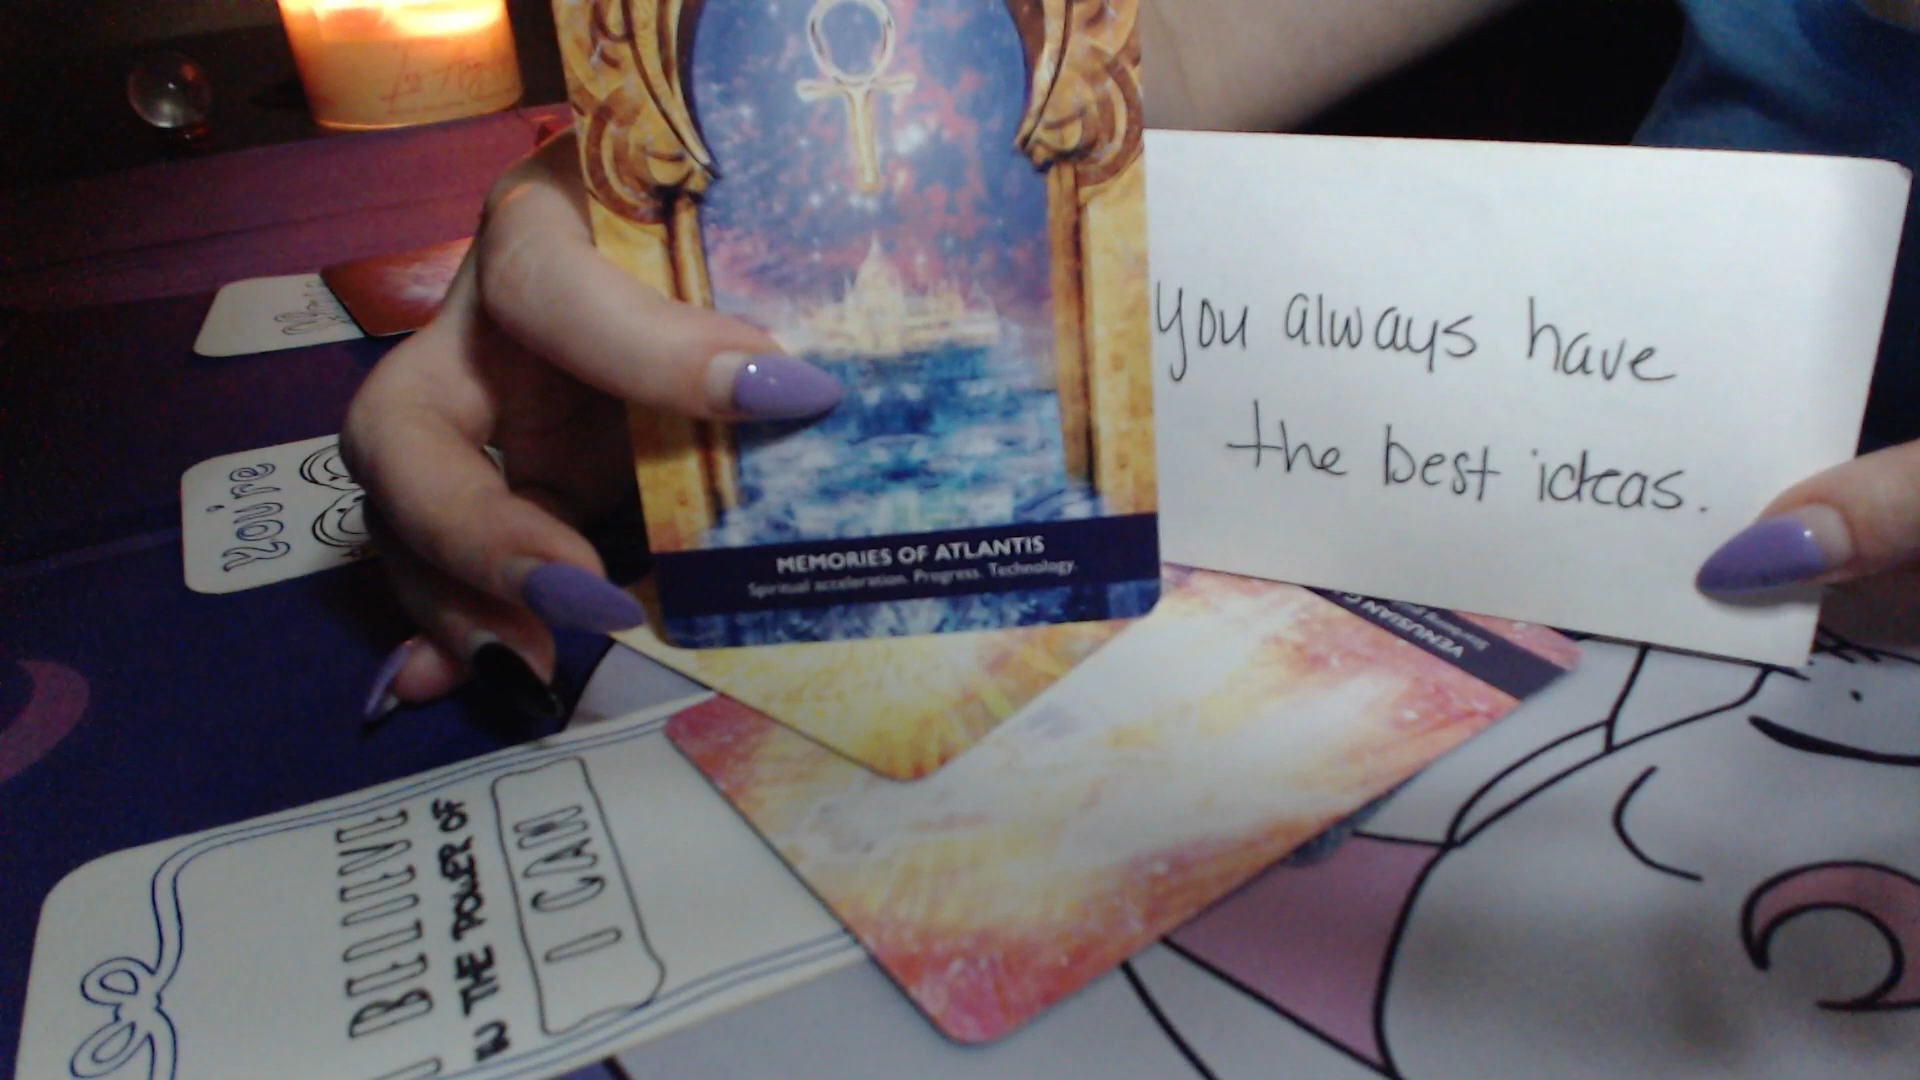 MEMORIES OF ATLANTIS
Spiritual acceleration. Progress. Technology.
you always have
the best ideas.
VENUSIAN
BELIEVE
IN THE POWER OF
I CAN
You're